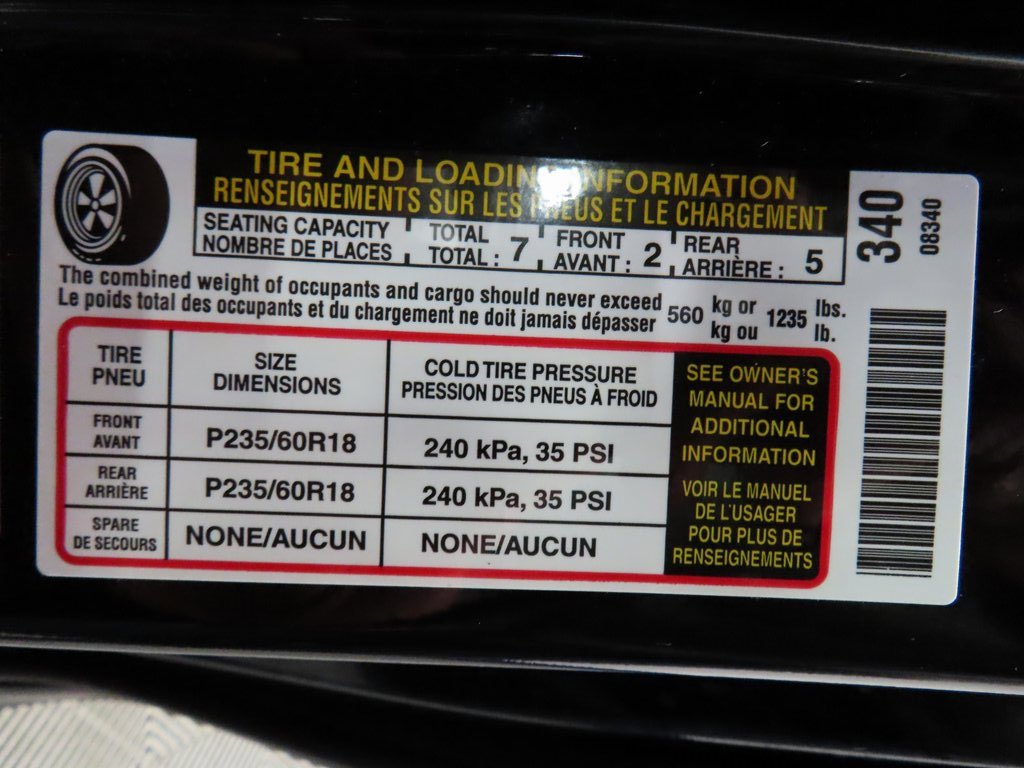 TIRE AND LOADING INFORMATION
RENSEIGNEMENTS SUR LES PNEUS ET LE CHARGEMENT
SEATING CAPACITY TOTAL FRONT REAR
NOMBRE DE PLACES TOTAL : 7 AVANT : 2 ARRIÈRE : 5
The combined weight of occupants and cargo should never exceed 560 kg or 1235 lbs.
Le poids total des occupants et du chargement ne doit jamais dépasser kg ou lb.
TIRE
PNEU
SIZE
DIMENSIONS
COLD TIRE PRESSURE
PRESSION DES PNEUS À FROID
FRONT
AVANT
P235/60R18
240 kPa, 35 PSI
REAR
ARRIÈRE
P235/60R18
240 kPa, 35 PSI
SPARE
DE SECOURS
NONE/AUCUN
NONE/AUCUN
SEE OWNER'S
MANUAL FOR
ADDITIONAL
INFORMATION
VOIR LE MANUEL
DE L'USAGER
POUR PLUS DE
RENSEIGNEMENTS
340
08340